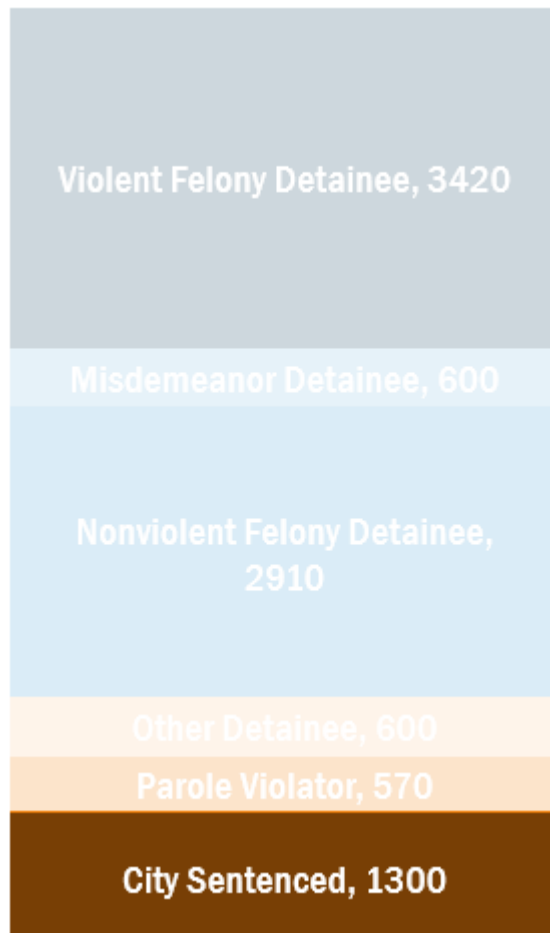 Violent Felony Detainee, 3420
Misdemeanor Detainee, 600
Nonviolent Felony Detainee,
2910
Other Detainee, 600
Parole Violator, 570
City Sentenced, 1300